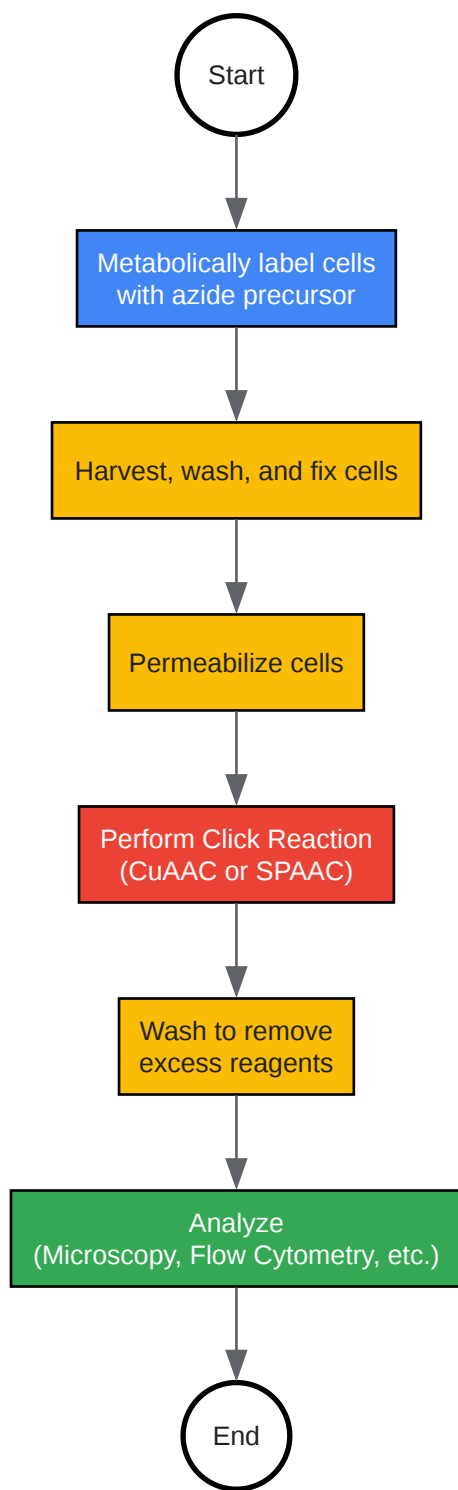 Start
Metabolically label cells
with azide precursor
Harvest, wash, and fix cells
Permeabilize cells
Perform Click Reaction
(CuAAC or SPAAC)
Wash to remove
excess reagents
Analyze
(Microscopy, Flow Cytometry, etc.)
End